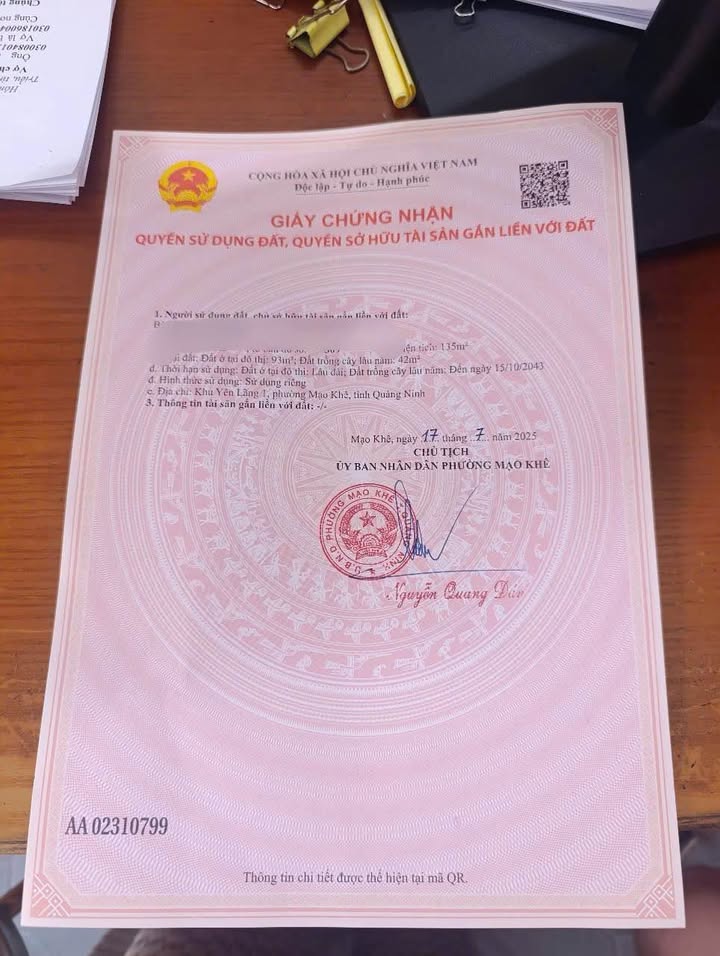 CỘNG HÒA XÃ HỘI CHỦ NGHĨA VIỆT NAM
Độc lập - Tự do - Hạnh phúc
GIẤY CHỨNG NHẬN
QUYỀN SỬ DỤNG ĐẤT, QUYỀN SỞ HỮU TÀI SẢN GẮN LIỀN VỚI ĐẤT
1. Người sử dụng đất, chủ sở hữu tài sản gắn liền với đất:
tích: 135m²
đất: Đất ở tại đô thị: 93m²; Đất trồng cây lâu năm: 42m²
d. Thời hạn sử dụng: Đất ở tại đô thị: Lâu dài; Đất trồng cây lâu năm: Đến ngày 15/10/2043
đ. Hình thức sử dụng: Sử dụng riêng
e. Địa chỉ: Khu Yên Lãng 1, phường Mạo Khê, tỉnh Quảng Ninh
3. Thông tin tài sản gắn liền với đất: -/-
Mạo Khê, ngày 17 tháng 7 năm 2025
CHỦ TỊCH
ỦY BAN NHÂN DÂN PHƯỜNG MẠO KHÊ
U.B.N.D PHƯỜNG MẠO KHÊ
Nguyễn Quang Dán
AA 02310799
Thông tin chi tiết được thể hiện tại mã QR.